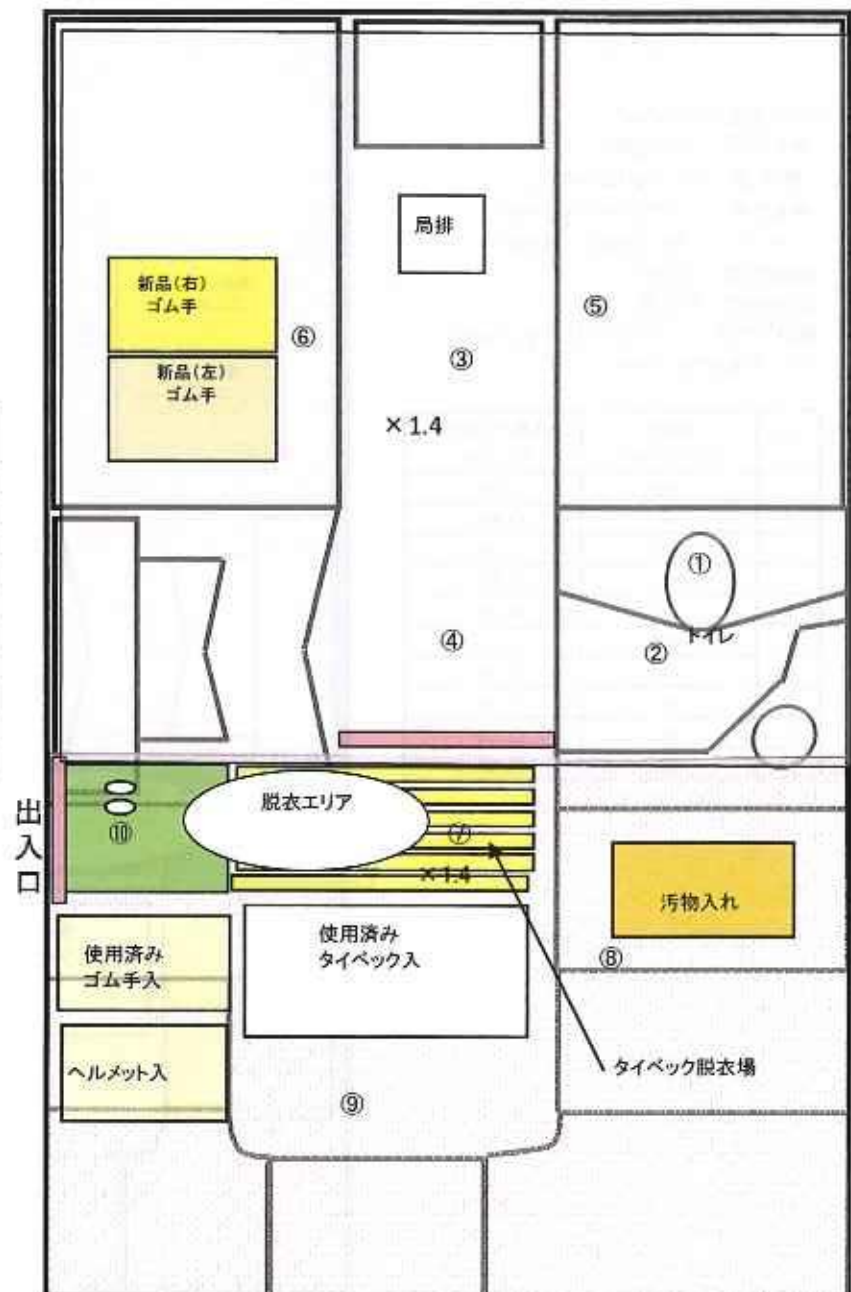 局排
新品(右)
ゴム手
⑥
⑤
③
新品(左)
ゴム手
×1.4
①
トイレ
④
②
出入口
脱衣エリア
⑩
⑦
×1.4
汚物入れ
使用済み
ゴム手入
使用済み
タイベック入
⑧
ヘルメット入
タイベック脱衣場
⑨